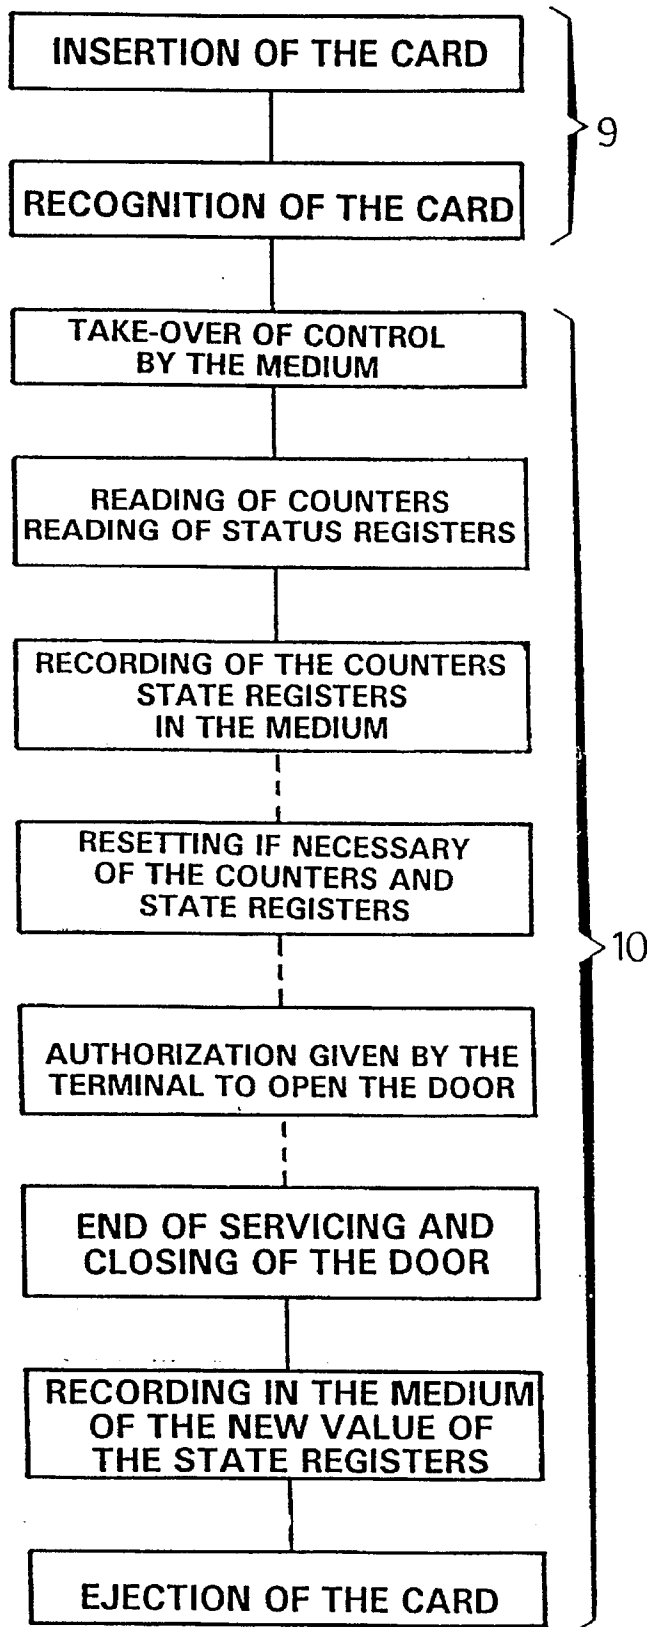 INSERTION OF THE CARD
9
RECOGNITION OF THE CARD
TAKE-OVER OF CONTROL
BY THE MEDIUM
READING OF COUNTERS
READING OF STATUS REGISTERS
RECORDING OF THE COUNTERS
STATE REGISTERS
IN THE MEDIUM
RESETTING IF NECESSARY
OF THE COUNTERS AND
STATE REGISTERS
10
AUTHORIZATION GIVEN BY THE
TERMINAL TO OPEN THE DOOR
END OF SERVICING AND
CLOSING OF THE DOOR
RECORDING IN THE MEDIUM
OF THE NEW VALUE OF
THE STATE REGISTERS
EJECTION OF THE CARD